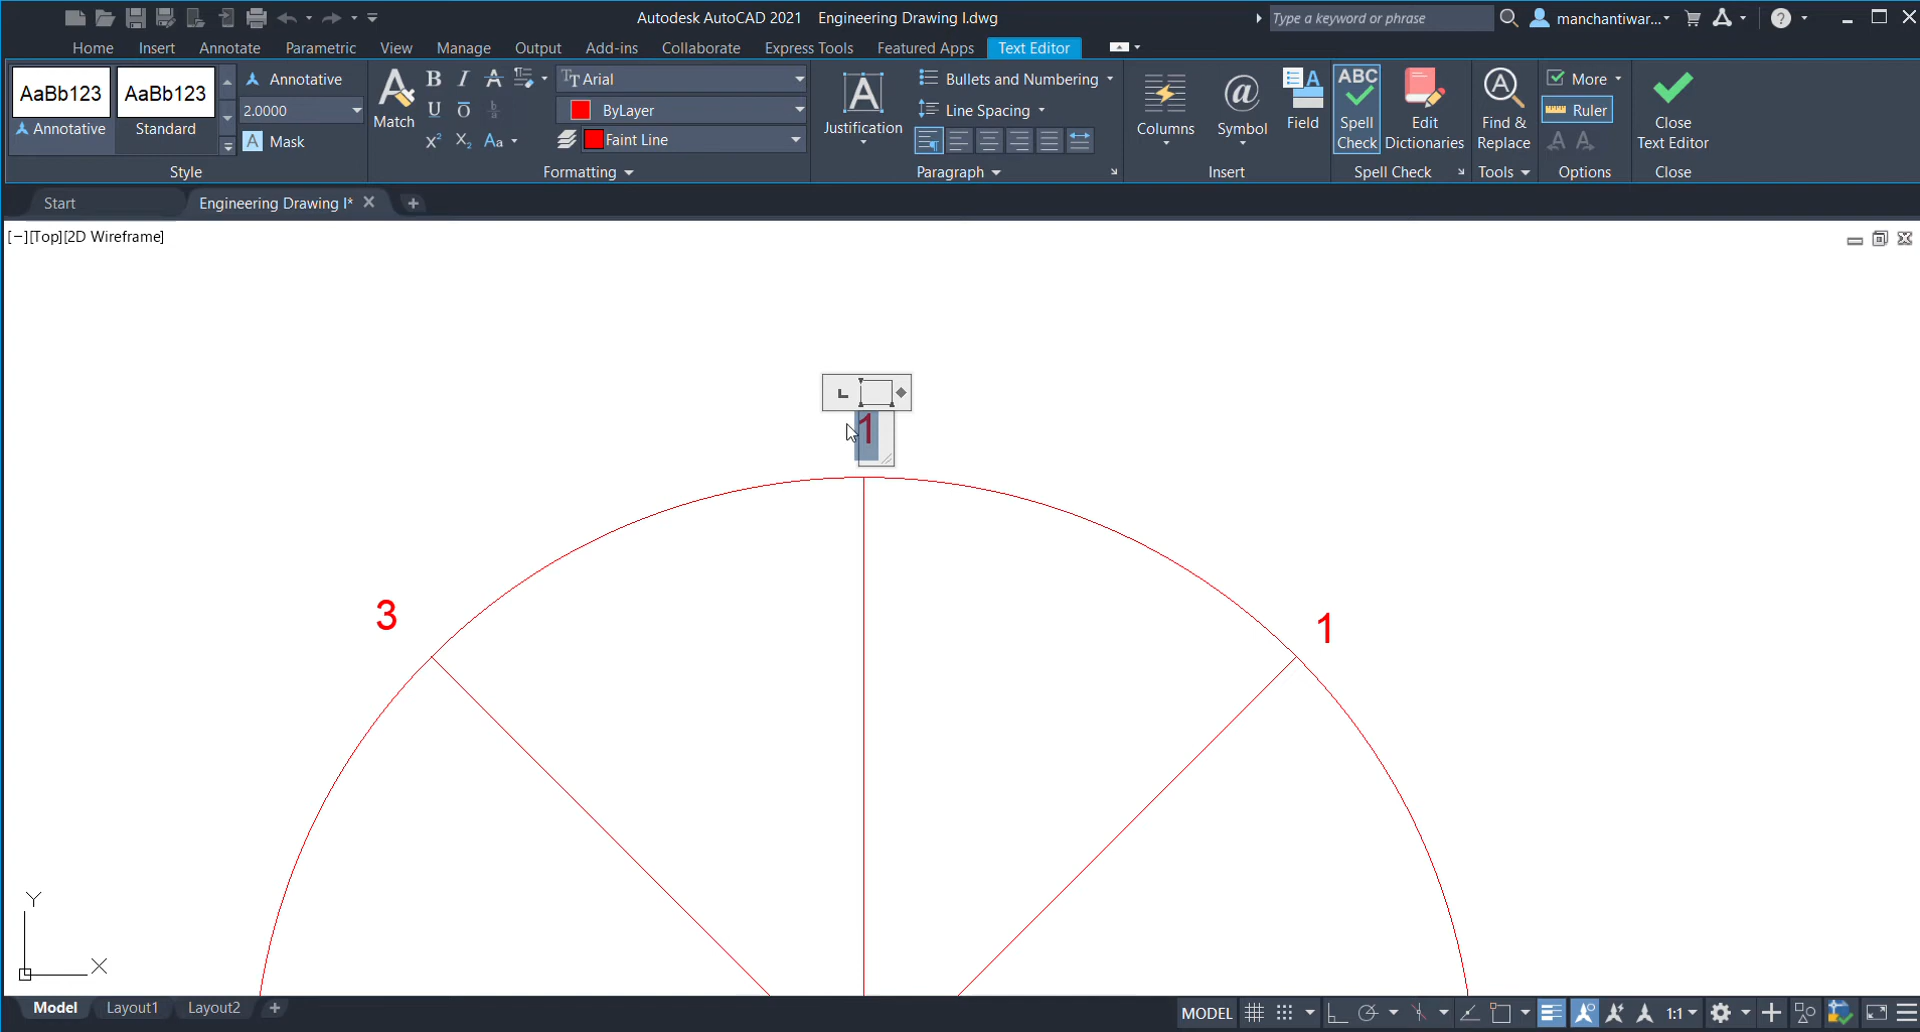 Autodesk AutoCAD 2021 Engineering Drawing I.dwg
Type a keyword or phrase
manchantiwar...
Home Insert Annotate Parametric View Manage Output Add-ins Collaborate Express Tools Featured Apps Text Editor
AaBb123 AaBb123
Annotative Standard
Annotative
2.0000
Mask
Style
Match
B I A
U O b/a
X² X₂ Aa
Arial
ByLayer
Faint Line
Formatting
A
Justification
Bullets and Numbering
Line Spacing
Paragraph
Columns
@
Symbol
A
Field
Insert
ABC
Spell
Check
Edit
Dictionaries
Spell Check
A
Find &
Replace
Tools
More
Ruler
A A
Options
Close
Text Editor
Close
Start
Engineering Drawing I*
[−][Top][2D Wireframe]
1
3
1
Y
X
Model Layout1 Layout2
MODEL
1:1